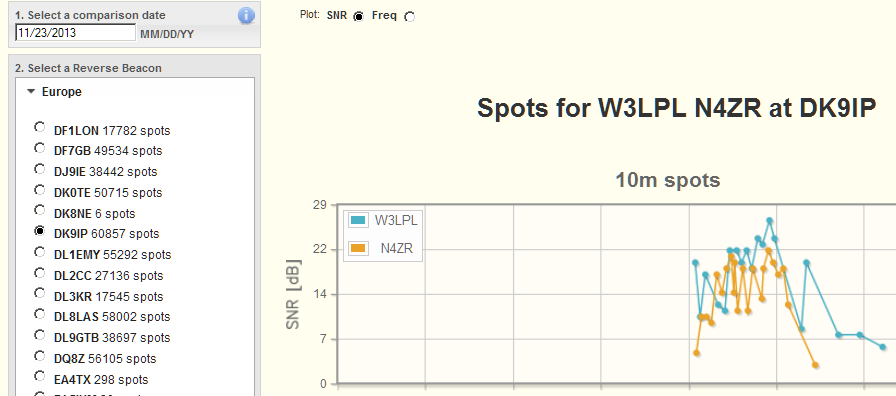 1. Select a comparison date
11/23/2013 MM/DD/YY
2. Select a Reverse Beacon
Europe
DF1LON 17782 spots
DF7GB 49534 spots
DJ9IE 38442 spots
DK0TE 50715 spots
DK8NE 6 spots
DK9IP 60857 spots
DL1EMY 55292 spots
DL2CC 27136 spots
DL3KR 17545 spots
DL8LAS 58002 spots
DL9GTB 38697 spots
DQ8Z 56105 spots
EA4TX 298 spots
Plot: SNR Freq
Spots for W3LPL N4ZR at DK9IP
10m spots
W3LPL
N4ZR
SNR [dB]
29
22
14
7
0